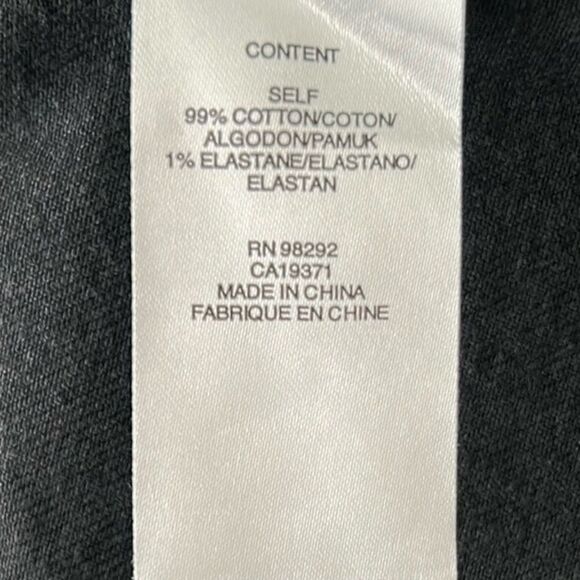 CONTENT
SELF
99% COTTON/COTON/
ALGODON/PAMUK
1% ELASTANE/ELASTANO/
ELASTAN
RN 98292
CA19371
MADE IN CHINA
FABRIQUE EN CHINE